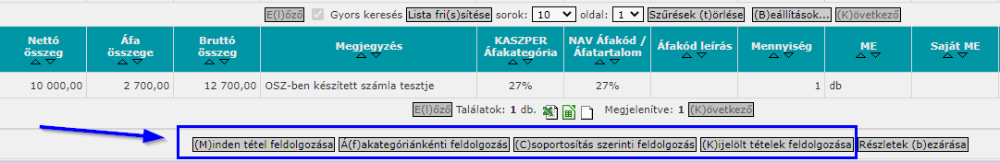 E(l)őző Gyors keresés Lista fri(s)sítése sorok: 10 oldal: 1 Szűrések (t)örlése (B)eállítások... (K)övetkező
Nettó összeg Áfa összege Bruttó összeg Megjegyzés KASZPER Áfakategória NAV Áfakód / Áfatartalom Áfakód leírás Mennyiség ME Saját ME
10 000,00 2 700,00 12 700,00 OSZ-ben készített számla tesztje 27% 27% 1 db
E(l)őző Találatok: 1 db. Megjelenítve: 1 (K)övetkező
(M)inden tétel feldolgozása Á(f)akategóriánkénti feldolgozás (C)soportosítás szerinti feldolgozás (K)ijelölt tételek feldolgozása Részletek (b)ezárása